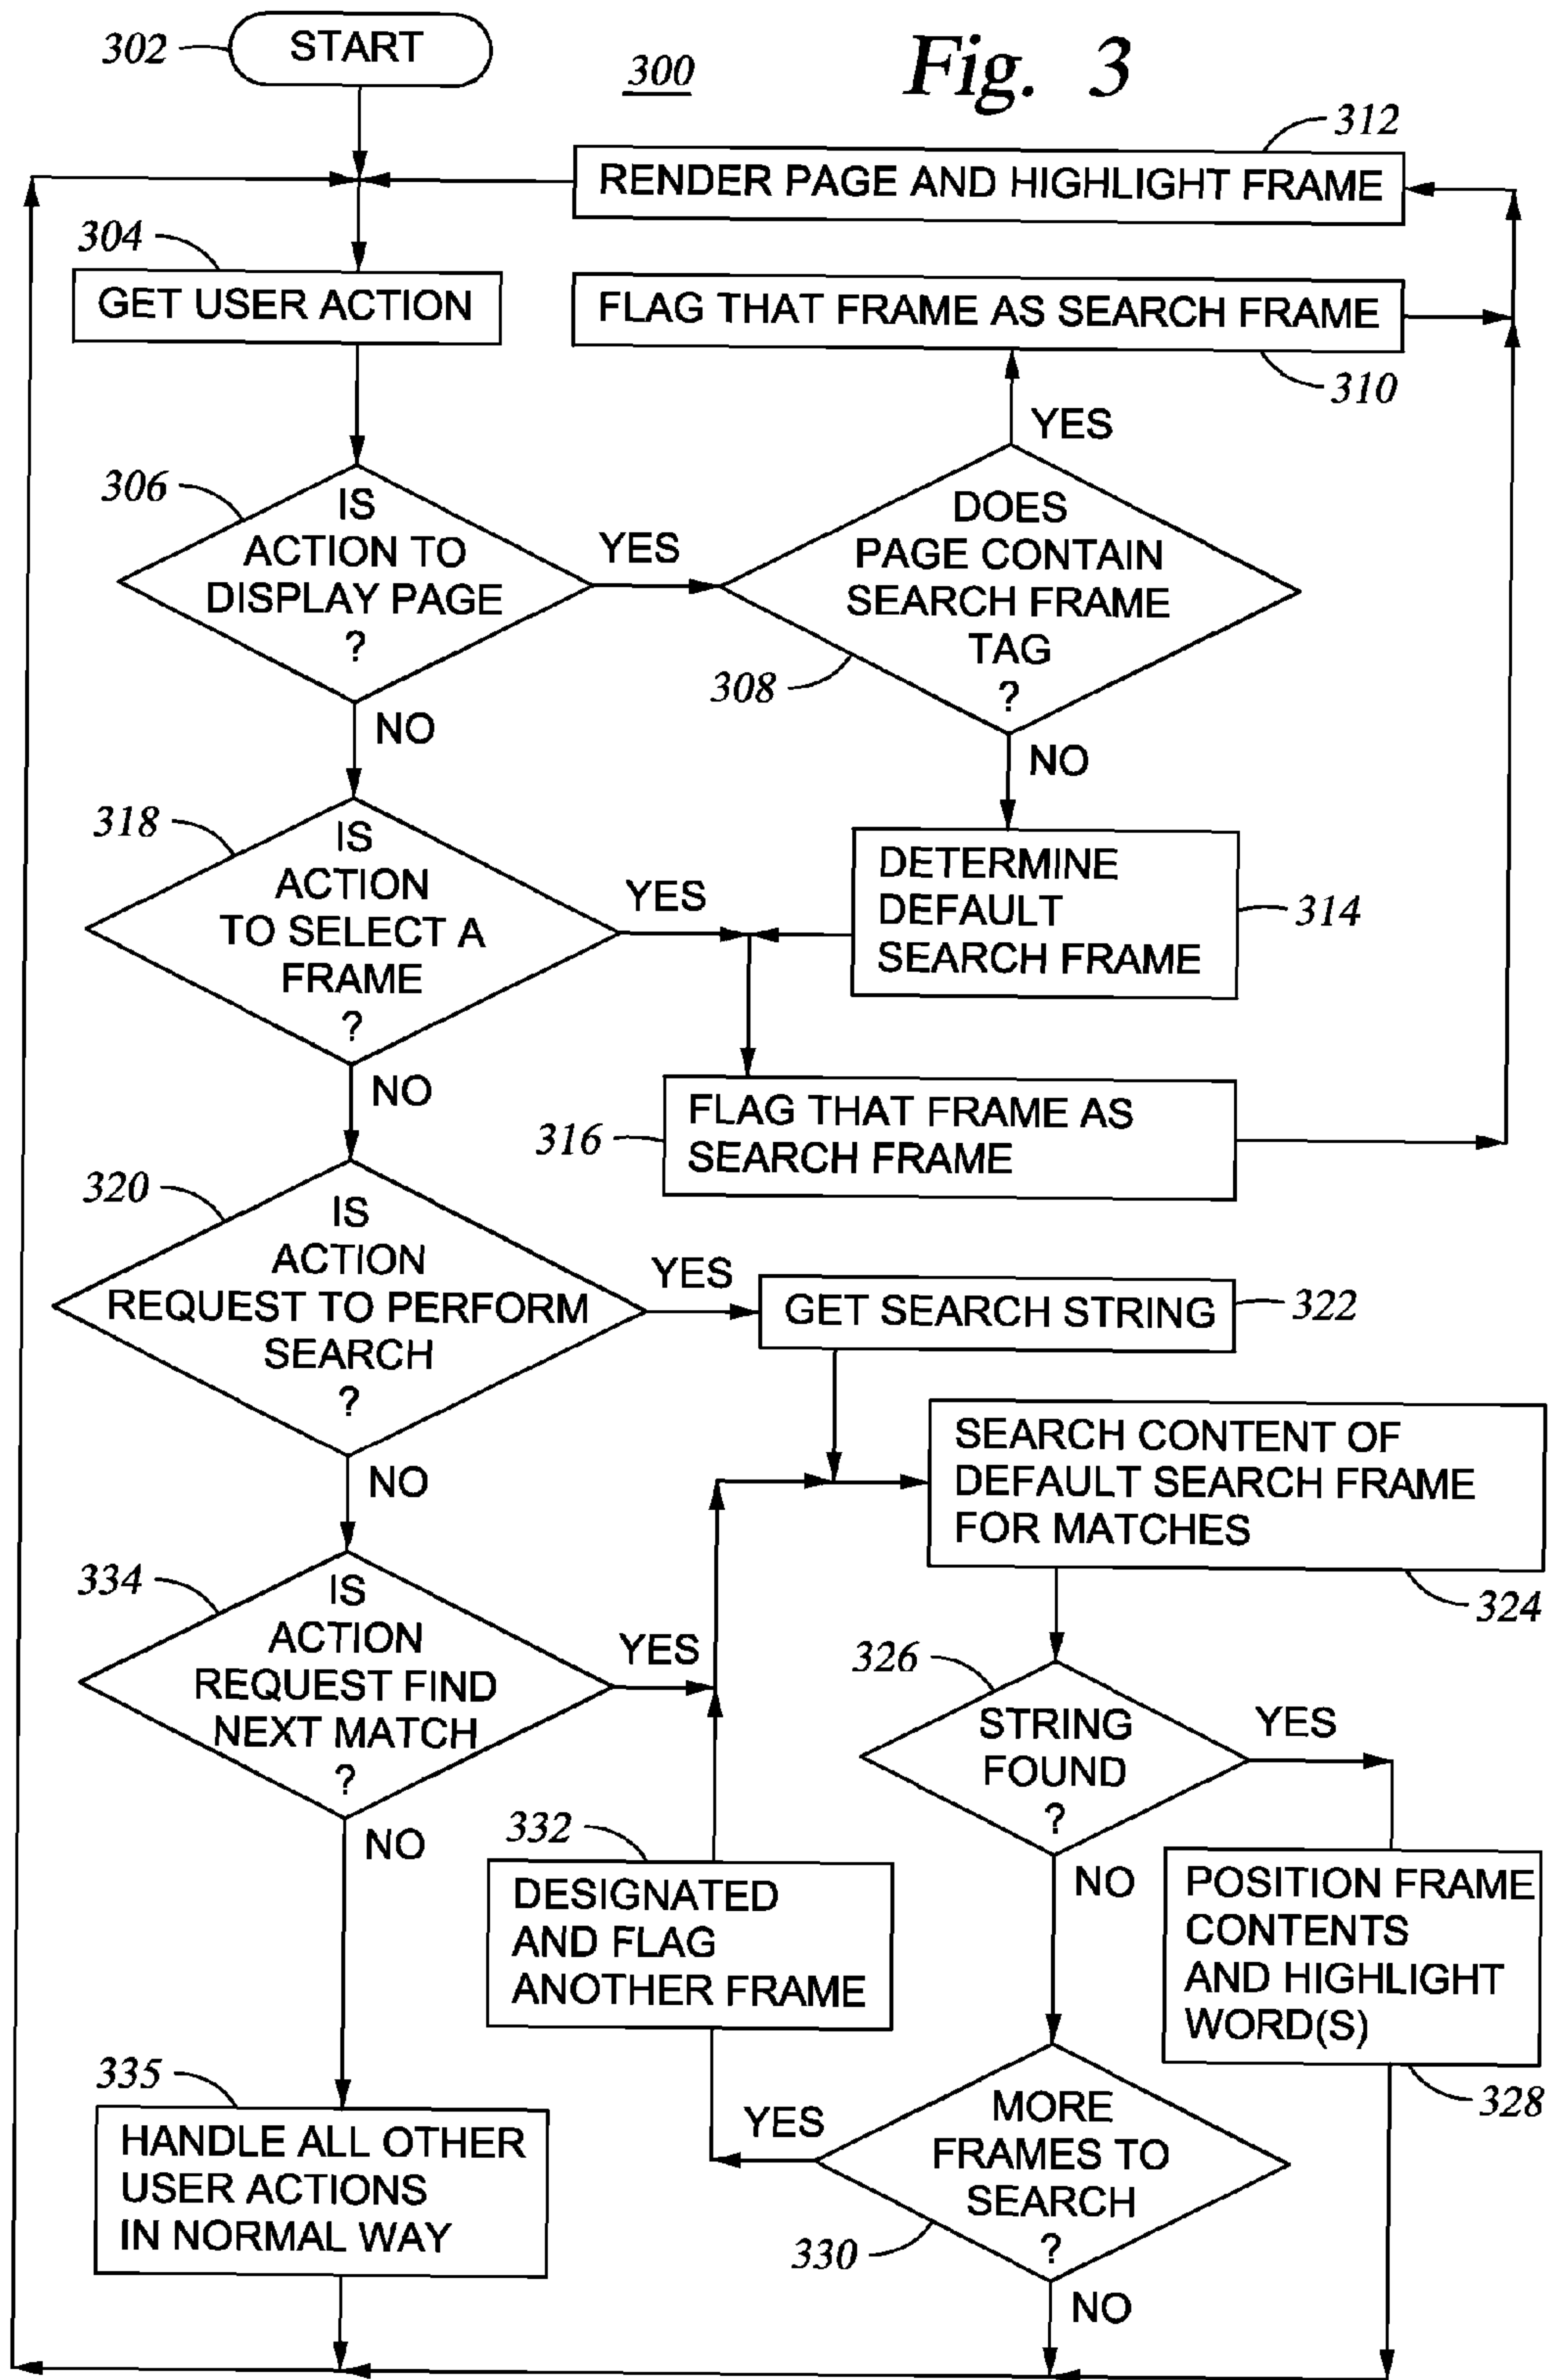 302
START
300
Fig. 3
312
RENDER PAGE AND HIGHLIGHT FRAME
304
GET USER ACTION
FLAG THAT FRAME AS SEARCH FRAME
310
YES
306
IS
ACTION TO
DISPLAY PAGE
?
YES
DOES
PAGE CONTAIN
SEARCH FRAME
TAG
?
308
NO
NO
318
IS
ACTION
TO SELECT A
FRAME
?
YES
DETERMINE
DEFAULT
SEARCH FRAME
314
NO
316
FLAG THAT FRAME AS
SEARCH FRAME
320
IS
ACTION
REQUEST TO PERFORM
SEARCH
?
YES
GET SEARCH STRING
322
NO
SEARCH CONTENT OF
DEFAULT SEARCH FRAME
FOR MATCHES
324
334
IS
ACTION
REQUEST FIND
NEXT MATCH
?
YES
326
STRING
FOUND
?
YES
NO
332
DESIGNATED
AND FLAG
ANOTHER FRAME
NO
POSITION FRAME
CONTENTS
AND HIGHLIGHT
WORD(S)
328
335
HANDLE ALL OTHER
USER ACTIONS
IN NORMAL WAY
YES
MORE
FRAMES TO
SEARCH
?
330
NO